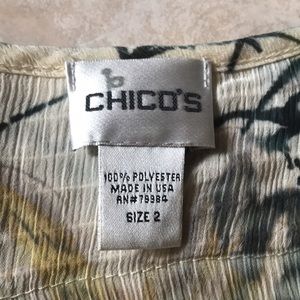 CHICO'S
100% POLYESTER
MADE IN USA
RN#79984
SIZE 2